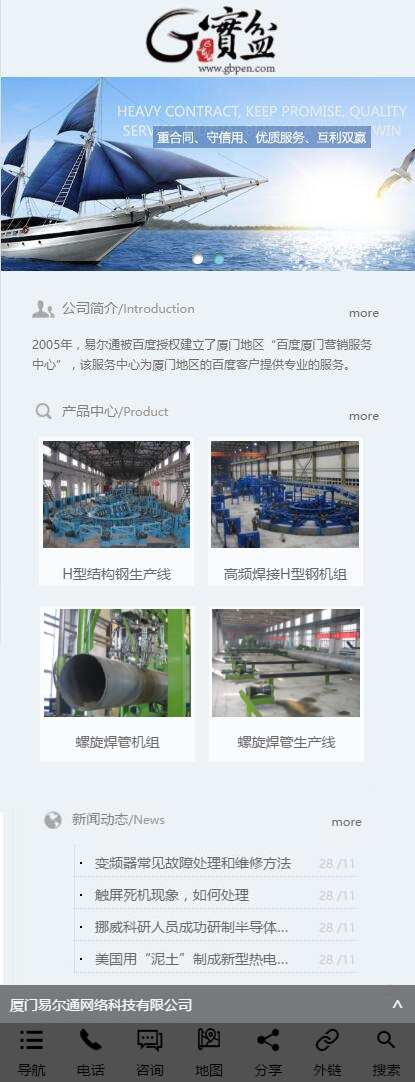 G寶盆
www.gbpen.com
HEAVY CONTRACT, KEEP PROMISE, QUALITY
SERVICE
WIN
重合同、守信用、优质服务、互利双赢
公司简介/Introduction
more
2005年，易尔通被百度授权建立了厦门地区“百度厦门营销服务
中心”，该服务中心为厦门地区的百度客户提供专业的服务。
产品中心/Product
more
H型结构钢生产线
高频焊接H型钢机组
螺旋焊管机组
螺旋焊管生产线
新闻动态/News
more
变频器常见故障处理和维修方法 28 /11
触屏死机现象，如何处理 28 /11
挪威科研人员成功研制半导体... 28 /11
美国用“泥土”制成新型热电... 28 /11
厦门易尔通网络科技有限公司
导航 电话 咨询 地图 分享 外链 搜索